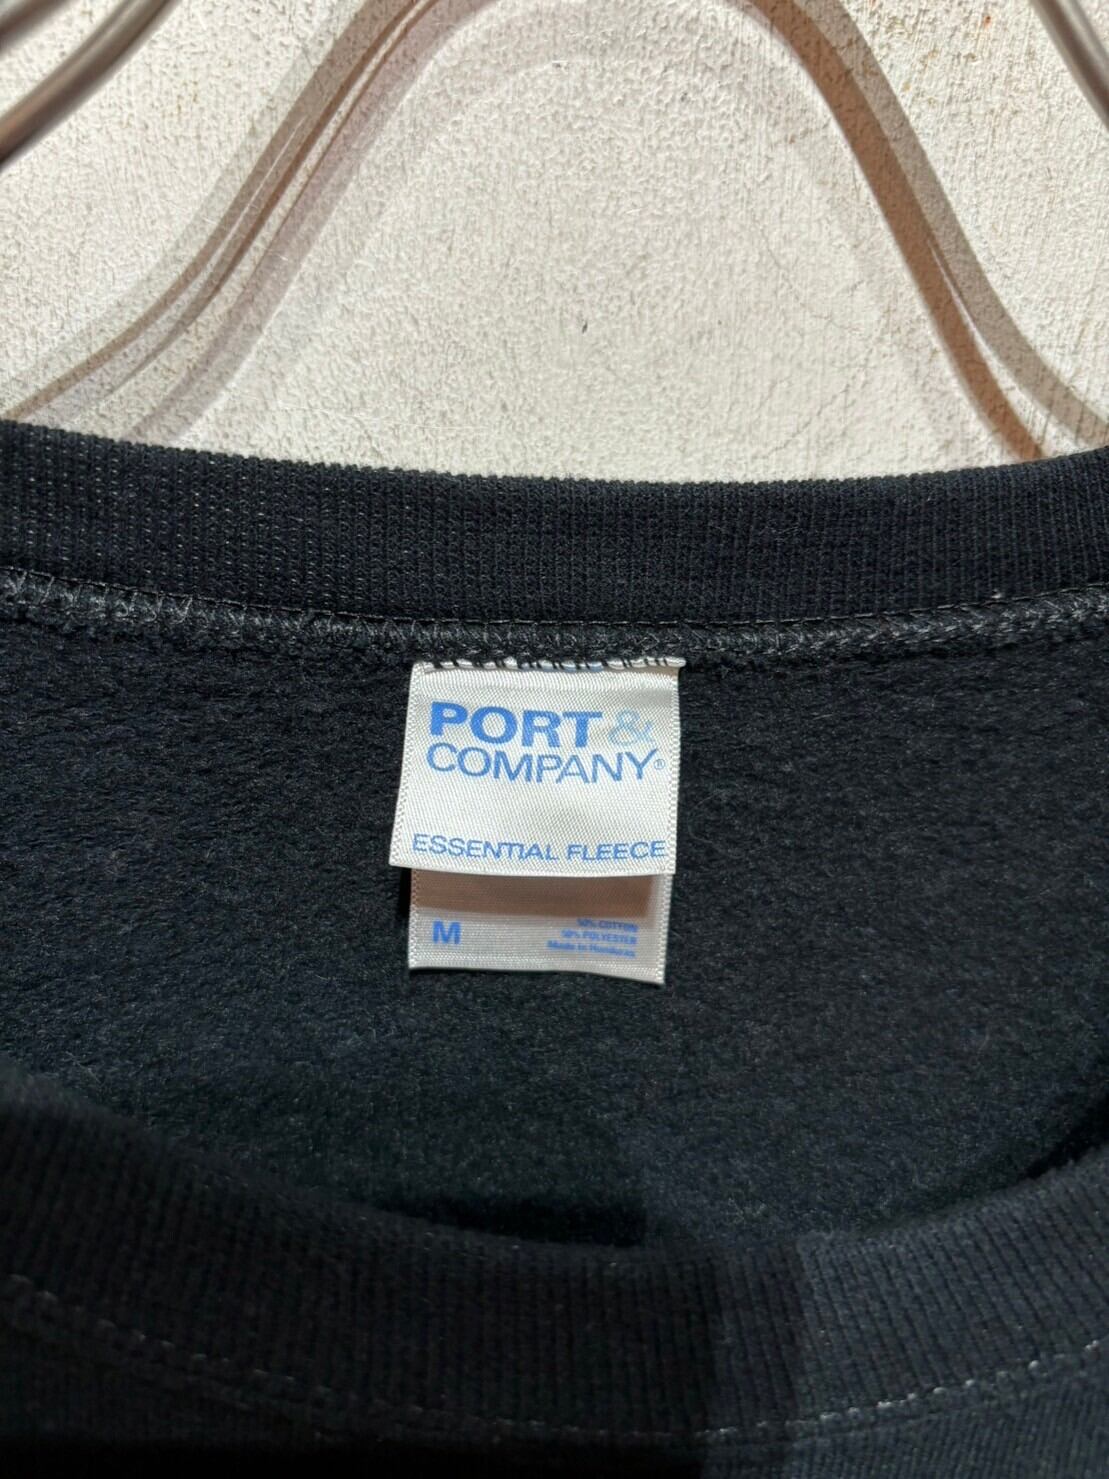 PORT &
COMPANY®
ESSENTIAL FLEECE
M
50% COTTON
50% POLYESTER
Made in Honduras